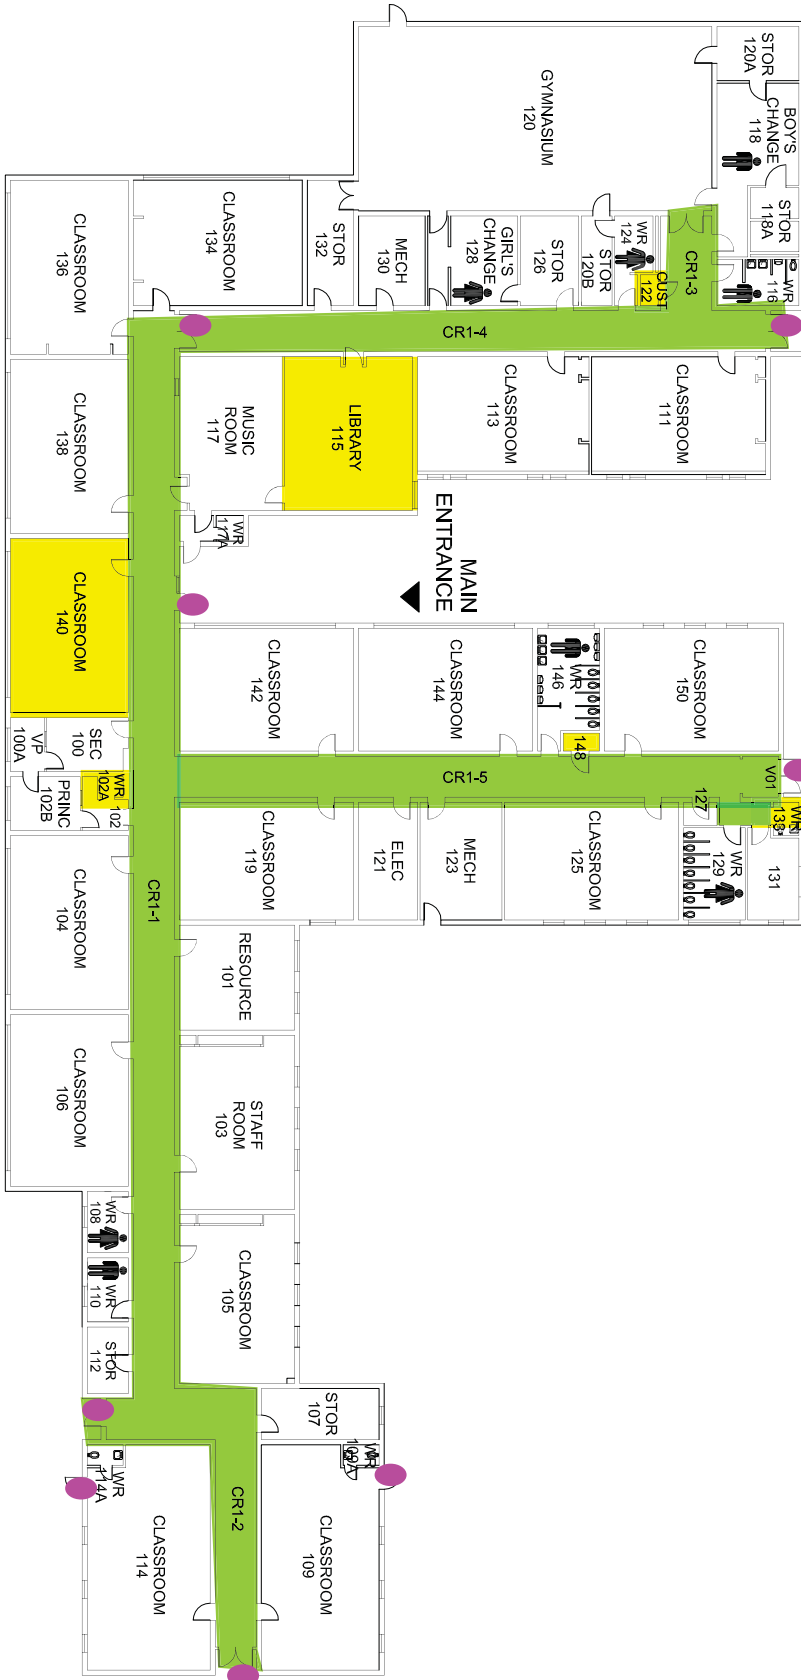 STOR
120A
BOY'S
CHANGE
118
STOR
118A
GYMNASIUM
120
WR
116
CR1-3
WR
124
CUST
122
STOR
120B
STOR
126
GIRL'S
CHANGE
128
MECH
130
STOR
132
CLASSROOM
134
CLASSROOM
136
CR1-4
CLASSROOM
111
CLASSROOM
113
LIBRARY
115
MUSIC
ROOM
117
WR
117A
CLASSROOM
138
CLASSROOM
140
MAIN
ENTRANCE
CLASSROOM
142
CLASSROOM
144
WR
146
148
CLASSROOM
150
SEC
100
VP
100A
WR
102A
102
PRINC
102B
CR1-5
V01
127
WR
133
131
WR
129
CLASSROOM
125
MECH
123
ELEC
121
CLASSROOM
119
CR1-1
CLASSROOM
104
RESOURCE
101
CLASSROOM
106
STAFF
ROOM
103
WR
108
WR
110
STOR
112
CLASSROOM
105
STOR
107
WR
109A
WR
114A
CR1-2
CLASSROOM
114
CLASSROOM
109